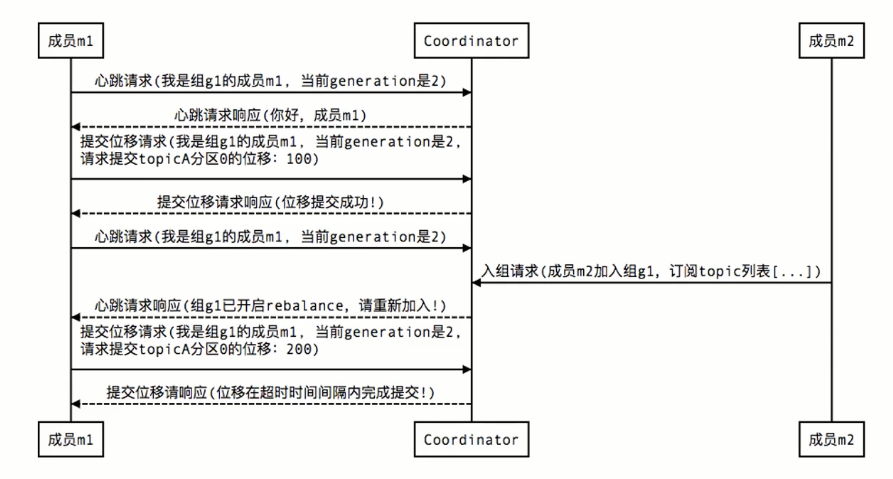 成员m1
Coordinator
成员m2
心跳请求(我是组g1的成员m1, 当前generation是2)
心跳请求响应(你好, 成员m1)
提交位移请求(我是组g1的成员m1, 当前generation是2,
请求提交topicA分区0的位移: 100)
提交位移请求响应(位移提交成功!)
心跳请求(我是组g1的成员m1, 当前generation是2)
入组请求(成员m2加入组g1, 订阅topic列表[...])
心跳请求响应(组g1已开启rebalance, 请重新加入!)
提交位移请求(我是组g1的成员m1, 当前generation是2,
请求提交topicA分区0的位移: 200)
提交位移请响应(位移在超时时间间隔内完成提交!)
成员m1
Coordinator
成员m2